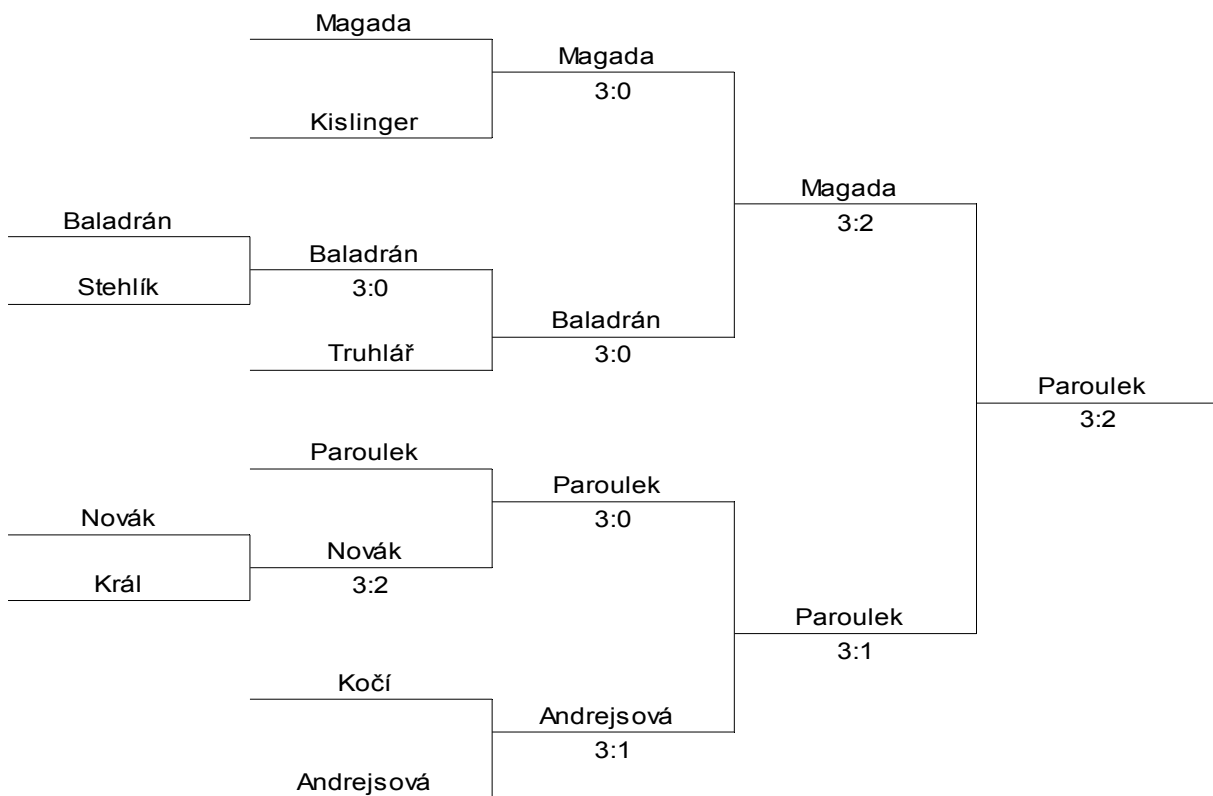 Magada
Magada
3:0
Kislinger
Magada
3:2
Baladrán
Baladrán
3:0
Stehlík
Baladrán
3:0
Truhlář
Paroulek
3:2
Paroulek
Paroulek
3:0
Novák
Novák
3:2
Král
Paroulek
3:1
Kočí
Andrejsová
3:1
Andrejsová